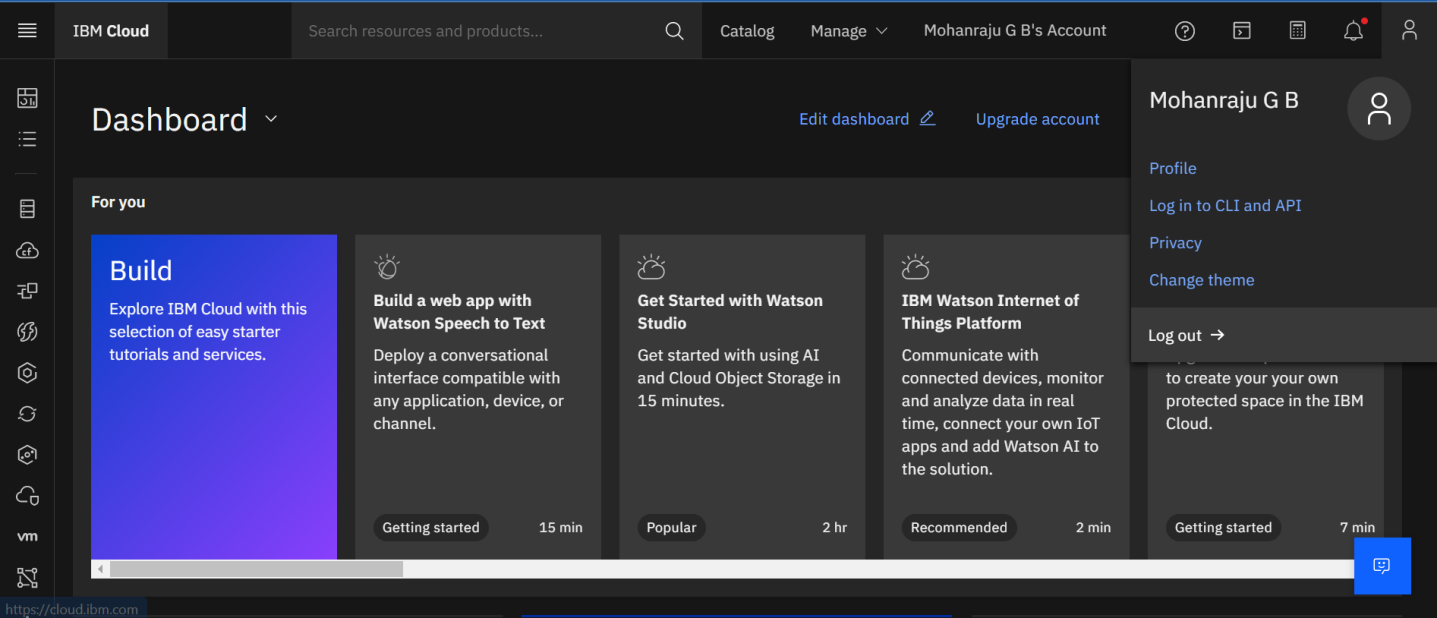 IBM Cloud
Search resources and products...
Catalog
Manage
Mohanraju G B's Account
Mohanraju G B
Profile
Log in to CLI and API
Privacy
Change theme
Log out →
Dashboard
Edit dashboard
Upgrade account
For you
Build
Explore IBM Cloud with this
selection of easy starter
tutorials and services.
Build a web app with
Watson Speech to Text
Deploy a conversational
interface compatible with
any application, device, or
channel.
Getting started
15 min
Get Started with Watson
Studio
Get started with using AI
and Cloud Object Storage in
15 minutes.
Popular
2 hr
IBM Watson Internet of
Things Platform
Communicate with
connected devices, monitor
and analyze data in real
time, connect your own IoT
apps and add Watson AI to
the solution.
Recommended
2 min
to create your your own
protected space in the IBM
Cloud.
Getting started
7 min
cf
vm
https://cloud.ibm.com